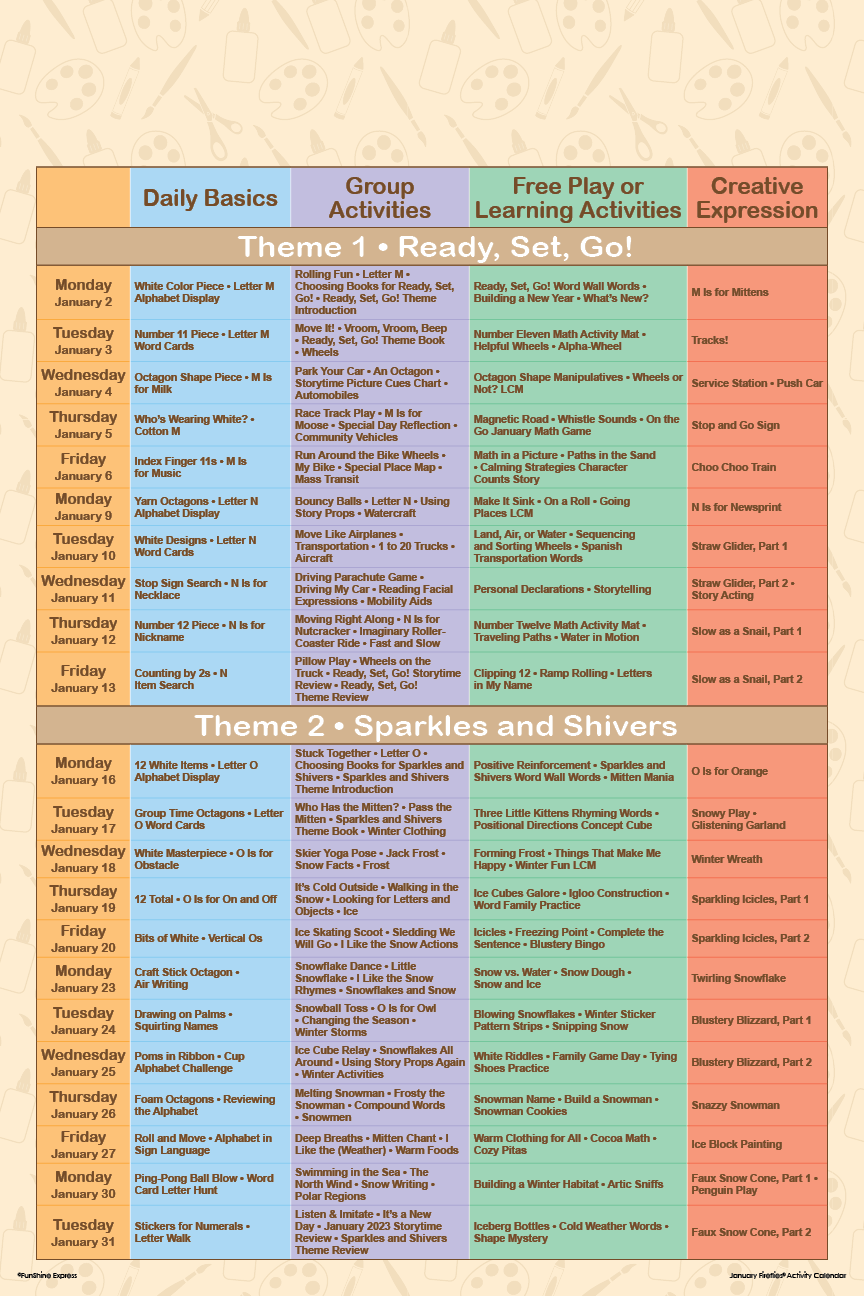 Daily Basics
Group
Activities
Free Play or
Learning Activities
Creative
Expression
Theme 1 • Ready, Set, Go!
Monday
January 2
White Color Piece • Letter M
Alphabet Display
Rolling Fun • Letter M •
Choosing Books for Ready, Set,
Go! • Ready, Set, Go! Theme
Introduction
Ready, Set, Go! Word Wall Words •
Building a New Year • What's New?
M Is for Mittens
Tuesday
January 3
Number 11 Piece • Letter M
Word Cards
Move It! • Vroom, Vroom, Beep
• Ready, Set, Go! Theme Book
• Wheels
Number Eleven Math Activity Mat •
Helpful Wheels • Alpha-Wheel
Tracks!
Wednesday
January 4
Octagon Shape Piece • M Is
for Milk
Park Your Car • An Octagon •
Storytime Picture Cues Chart •
Automobiles
Octagon Shape Manipulatives • Wheels or
Not? LCM
Service Station • Push Car
Thursday
January 5
Who's Wearing White? •
Cotton M
Race Track Play • M Is for
Moose • Special Day Reflection •
Community Vehicles
Magnetic Road • Whistle Sounds • On the
Go January Math Game
Stop and Go Sign
Friday
January 6
Index Finger 11s • M Is
for Music
Run Around the Bike Wheels •
My Bike • Special Place Map •
Mass Transit
Math in a Picture • Paths in the Sand
• Calming Strategies Character
Counts Story
Choo Choo Train
Monday
January 9
Yarn Octagons • Letter N
Alphabet Display
Bouncy Balls • Letter N • Using
Story Props • Watercraft
Make It Sink • On a Roll • Going
Places LCM
N Is for Newsprint
Tuesday
January 10
White Designs • Letter N
Word Cards
Move Like Airplanes •
Transportation • 1 to 20 Trucks •
Aircraft
Land, Air, or Water • Sequencing
and Sorting Wheels • Spanish
Transportation Words
Straw Glider, Part 1
Wednesday
January 11
Stop Sign Search • N Is for
Necklace
Driving Parachute Game •
Driving My Car • Reading Facial
Expressions • Mobility Aids
Personal Declarations • Storytelling
Straw Glider, Part 2 •
Story Acting
Thursday
January 12
Number 12 Piece • N Is for
Nickname
Moving Right Along • N Is for
Nutcracker • Imaginary Roller-
Coaster Ride • Fast and Slow
Number Twelve Math Activity Mat •
Traveling Paths • Water in Motion
Slow as a Snail, Part 1
Friday
January 13
Counting by 2s • N
Item Search
Pillow Play • Wheels on the
Truck • Ready, Set, Go! Storytime
Review • Ready, Set, Go!
Theme Review
Clipping 12 • Ramp Rolling • Letters
in My Name
Slow as a Snail, Part 2
Theme 2 • Sparkles and Shivers
Monday
January 16
12 White Items • Letter O
Alphabet Display
Stuck Together • Letter O •
Choosing Books for Sparkles and
Shivers • Sparkles and Shivers
Theme Introduction
Positive Reinforcement • Sparkles and
Shivers Word Wall Words • Mitten Mania
O Is for Orange
Tuesday
January 17
Group Time Octagons • Letter
O Word Cards
Who Has the Mitten? • Pass the
Mitten • Sparkles and Shivers
Theme Book • Winter Clothing
Three Little Kittens Rhyming Words •
Positional Directions Concept Cube
Snowy Play •
Glistening Garland
Wednesday
January 18
White Masterpiece • O Is for
Obstacle
Skier Yoga Pose • Jack Frost •
Snow Facts • Frost
Forming Frost • Things That Make Me
Happy • Winter Fun LCM
Winter Wreath
Thursday
January 19
12 Total • O Is for On and Off
It's Cold Outside • Walking in the
Snow • Looking for Letters and
Objects • Ice
Ice Cubes Galore • Igloo Construction •
Word Family Practice
Sparkling Icicles, Part 1
Friday
January 20
Bits of White • Vertical Os
Ice Skating Scoot • Sledding We
Will Go • I Like the Snow Actions
Icicles • Freezing Point • Complete the
Sentence • Blustery Bingo
Sparkling Icicles, Part 2
Monday
January 23
Craft Stick Octagon •
Air Writing
Snowflake Dance • Little
Snowflake • I Like the Snow
Rhymes • Snowflakes and Snow
Snow vs. Water • Snow Dough •
Snow and Ice
Twirling Snowflake
Tuesday
January 24
Drawing on Palms •
Squirting Names
Snowball Toss • O Is for Owl
• Changing the Season •
Winter Storms
Blowing Snowflakes • Winter Sticker
Pattern Strips • Snipping Snow
Blustery Blizzard, Part 1
Wednesday
January 25
Poms in Ribbon • Cup
Alphabet Challenge
Ice Cube Relay • Snowflakes All
Around • Using Story Props Again
• Winter Activities
White Riddles • Family Game Day • Tying
Shoes Practice
Blustery Blizzard, Part 2
Thursday
January 26
Foam Octagons • Reviewing
the Alphabet
Melting Snowman • Frosty the
Snowman • Compound Words
• Snowmen
Snowman Name • Build a Snowman •
Snowman Cookies
Snazzy Snowman
Friday
January 27
Roll and Move • Alphabet in
Sign Language
Deep Breaths • Mitten Chant • I
Like the (Weather) • Warm Foods
Warm Clothing for All • Cocoa Math •
Cozy Pitas
Ice Block Painting
Monday
January 30
Ping-Pong Ball Blow • Word
Card Letter Hunt
Swimming in the Sea • The
North Wind • Snow Writing •
Polar Regions
Building a Winter Habitat • Artic Sniffs
Faux Snow Cone, Part 1 •
Penguin Play
Tuesday
January 31
Stickers for Numerals •
Letter Walk
Listen & Imitate • It's a New
Day • January 2023 Storytime
Review • Sparkles and Shivers
Theme Review
Iceberg Bottles • Cold Weather Words •
Shape Mystery
Faux Snow Cone, Part 2
©FunShine Express
January Fireflies® Activity Calendar